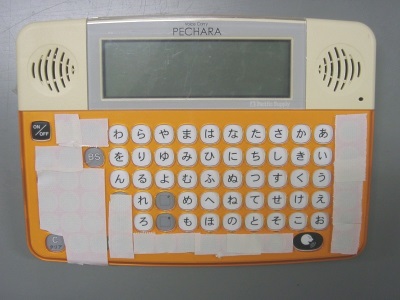 PECHARA
ON/OFF
わ ら や ま は な た さ か あ
BS を り ゆ み ひ に ち し き い
ん る よ む ふ ぬ つ す く う
れ め へ ね て せ け え
ろ も ほ の と そ こ お